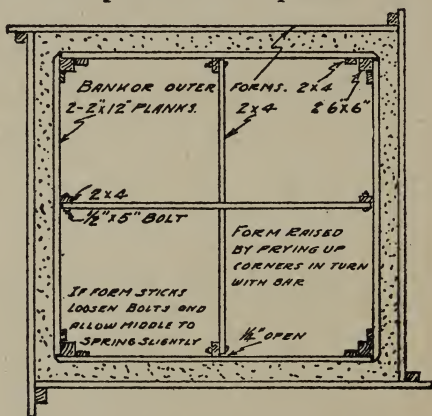 BANK OR OUTER FORMS. 2x4
2-2"x12" PLANKS. 2x4 & 6"x6"
2x4
½"x5" BOLT
FORM RAISED
BY PRYING UP
CORNERS IN TURN
WITH BAR
IF FORM STICKS
LOOSEN BOLTS AND
ALLOW MIDDLE TO
SPRING SLIGHTLY
½" OPEN